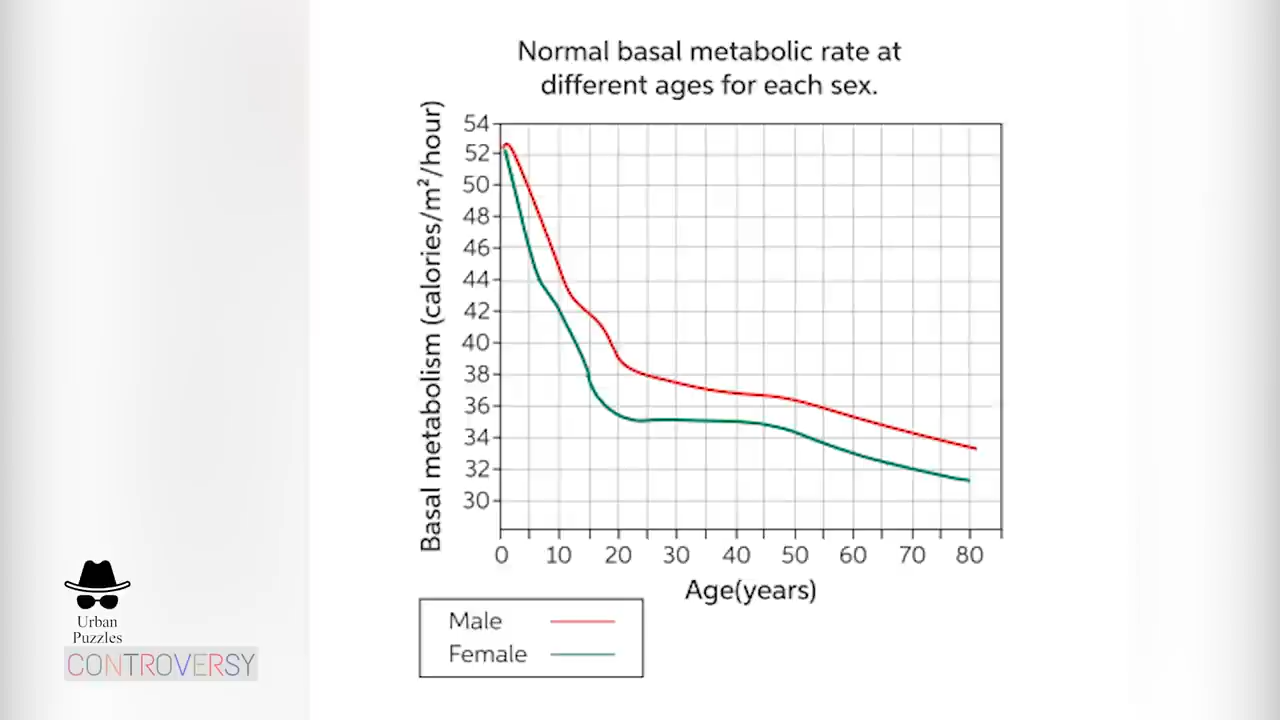 Normal basal metabolic rate at
different ages for each sex.
Basal metabolism (calories/m²/hour)
54
52
50
48
46
44
42
40
38
36
34
32
30
0 10 20 30 40 50 60 70 80
Age(years)
Male
Female
Urban
Puzzles
CONTROVERSY